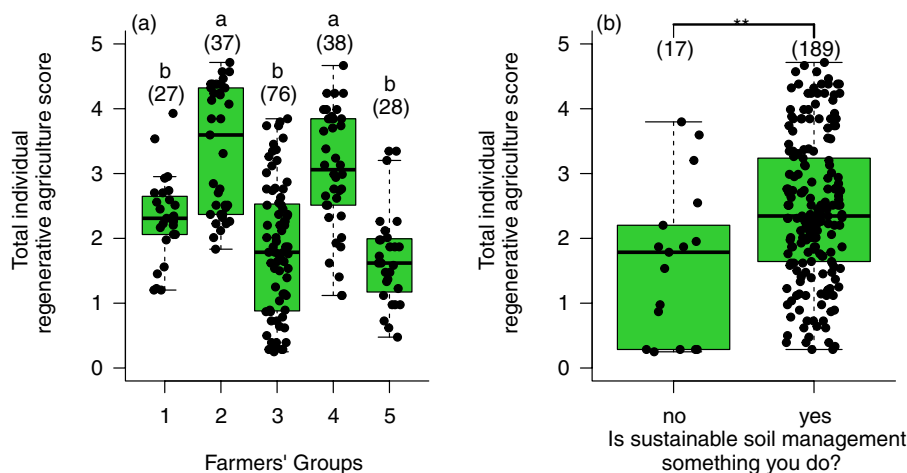 (a)
Total individual
regenerative agriculture score
5
4
3
2
1
0
b
(27)
a
(37)
b
(76)
a
(38)
b
(28)
1 2 3 4 5
Farmers' Groups
(b)
Total individual
regenerative agriculture score
5
4
3
2
1
0
**
(17) (189)
no yes
Is sustainable soil management
something you do?